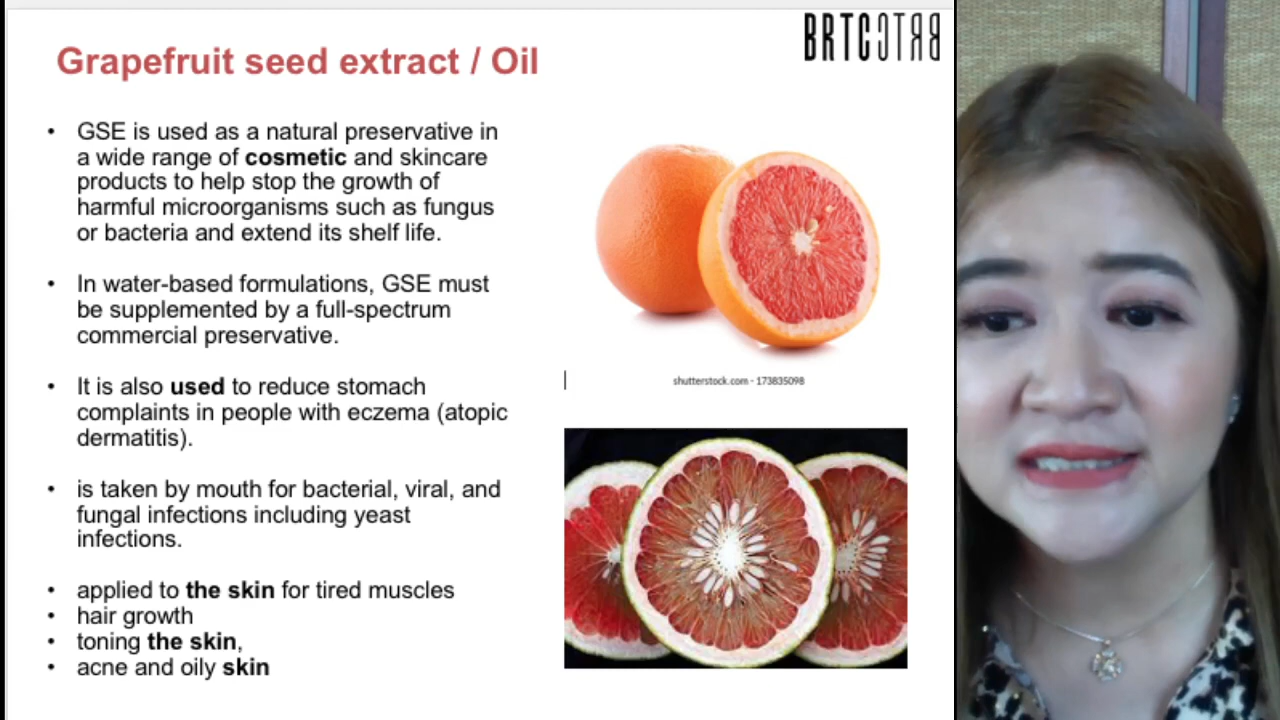 BRTCBRTC
Grapefruit seed extract / Oil
• GSE is used as a natural preservative in
a wide range of cosmetic and skincare
products to help stop the growth of
harmful microorganisms such as fungus
or bacteria and extend its shelf life.
• In water-based formulations, GSE must
be supplemented by a full-spectrum
commercial preservative.
• It is also used to reduce stomach
complaints in people with eczema (atopic
dermatitis).
• is taken by mouth for bacterial, viral, and
fungal infections including yeast
infections.
• applied to the skin for tired muscles
• hair growth
• toning the skin,
• acne and oily skin
shutterstock.com · 173835098